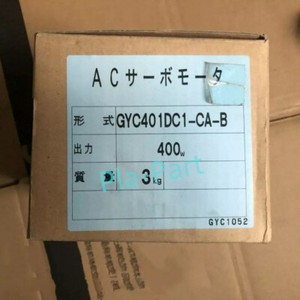 ACサーボモータ
形 式 GYC401DC1-CA-B
出力 400w
質 量 3kg
GYC1052